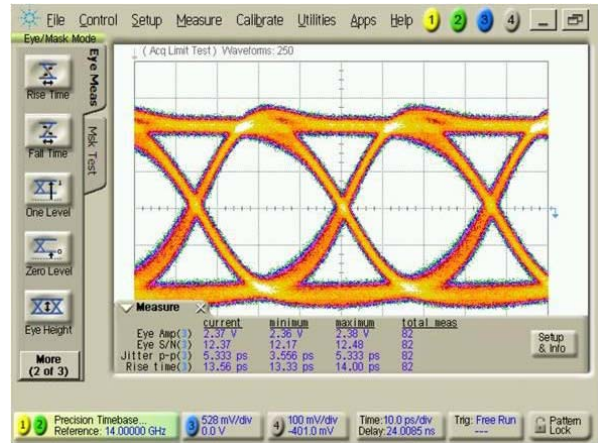 File Control Setup Measure Calibrate Utilities Apps Help 1 2 3 4
Eye/Mask Mode
( Acq Limit Test ) Waveforms: 250
Eye Meas
Msk Test
Rise Time
Fall Time
One Level
Zero Level
Eye Height
More
(2 of 3)
Measure
current minimum maximum total meas
Eye Amp(3) 2.37 V 2.36 V 2.38 V 82
Eye S/N(3) 12.37 12.17 12.48 82
Jitter p-p(3) 5.333 ps 3.556 ps 5.333 ps 82
Rise time(3) 13.56 ps 13.33 ps 14.00 ps 82
Setup
& Info
1 2 Precision Timebase...
Reference: 14.00000 GHz
3 528 mV/div
0.0 V
4 100 mV/div
-401.0 mV
Time:10.0 ps/div
Delay:24.0085 ns
Trig: Free Run
---
Pattern
Lock